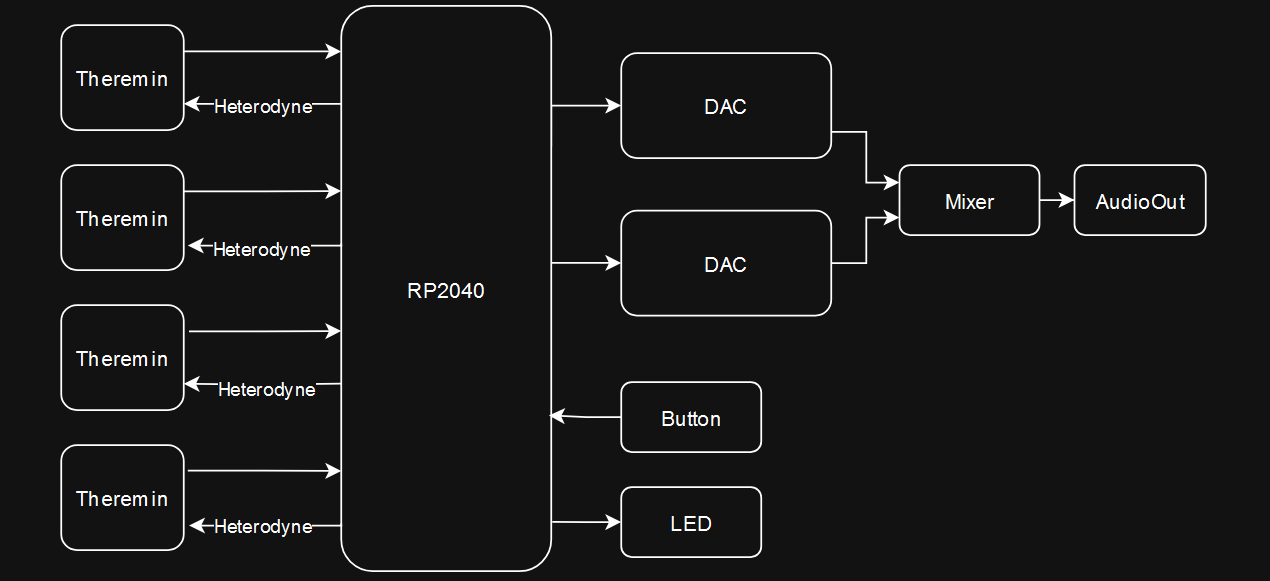 Theremin
Heterodyne
Theremin
Heterodyne
Theremin
Heterodyne
Theremin
Heterodyne
RP2040
DAC
DAC
Mixer
AudioOut
Button
LED